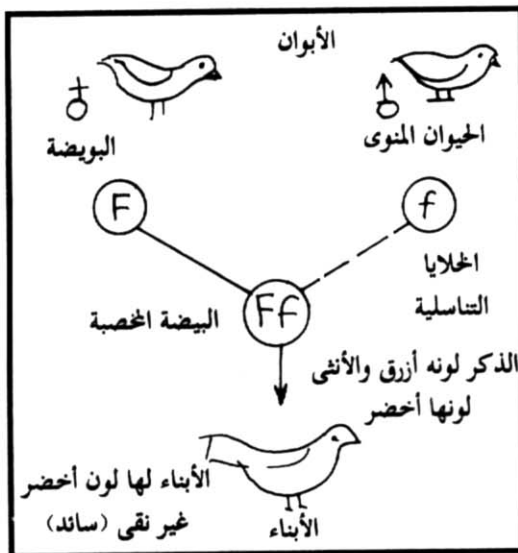 الأبوان
الحيوان المنوى
البويضة
F
f
الخلايا
التناسلية
Ff
البيضة المخصبة
الذكر لونه أزرق والأنثى
لونها أخضر
الأبناء لها لون أخضر
غير نقى (سائد)
الأبناء